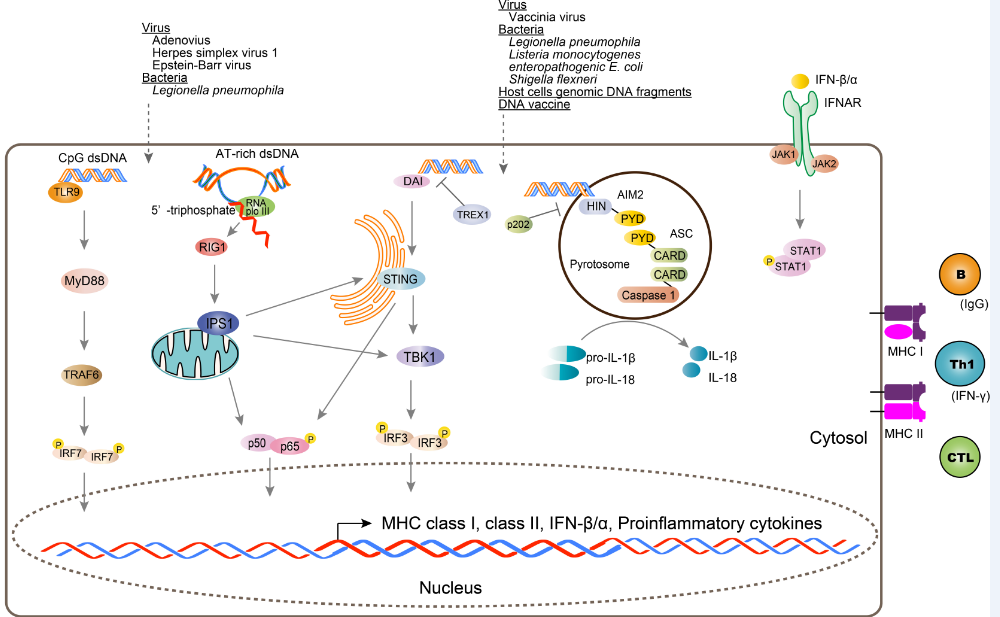 Virus
Adenovius
Herpes simplex virus 1
Epstein-Barr virus
Bacteria
Legionella pneumophila
Virus
Vaccinia virus
Bacteria
Legionella pneumophila
Listeria monocytogenes
enteropathogenic E. coli
Shigella flexneri
Host cells genomic DNA fragments
DNA vaccine
IFN-β/α
IFNAR
JAK1
JAK2
CpG dsDNA
TLR9
AT-rich dsDNA
5’ -triphosphate
RNA
plo III
RIG1
DAI
TREX1
p202
HIN
AIM2
PYD
PYD
ASC
CARD
CARD
Pyrotosome
Caspase 1
STAT1
P
STAT1
MyD88
IPS1
STING
TRAF6
TBK1
pro-IL-1β
pro-IL-18
IL-1β
IL-18
P
IRF7
IRF7
P
p50
p65
P
P
IRF3
IRF3
P
B
(IgG)
MHC I
Th1
(IFN-γ)
MHC II
CTL
Cytosol
MHC class I, class II, IFN-β/α, Proinflammatory cytokines
Nucleus